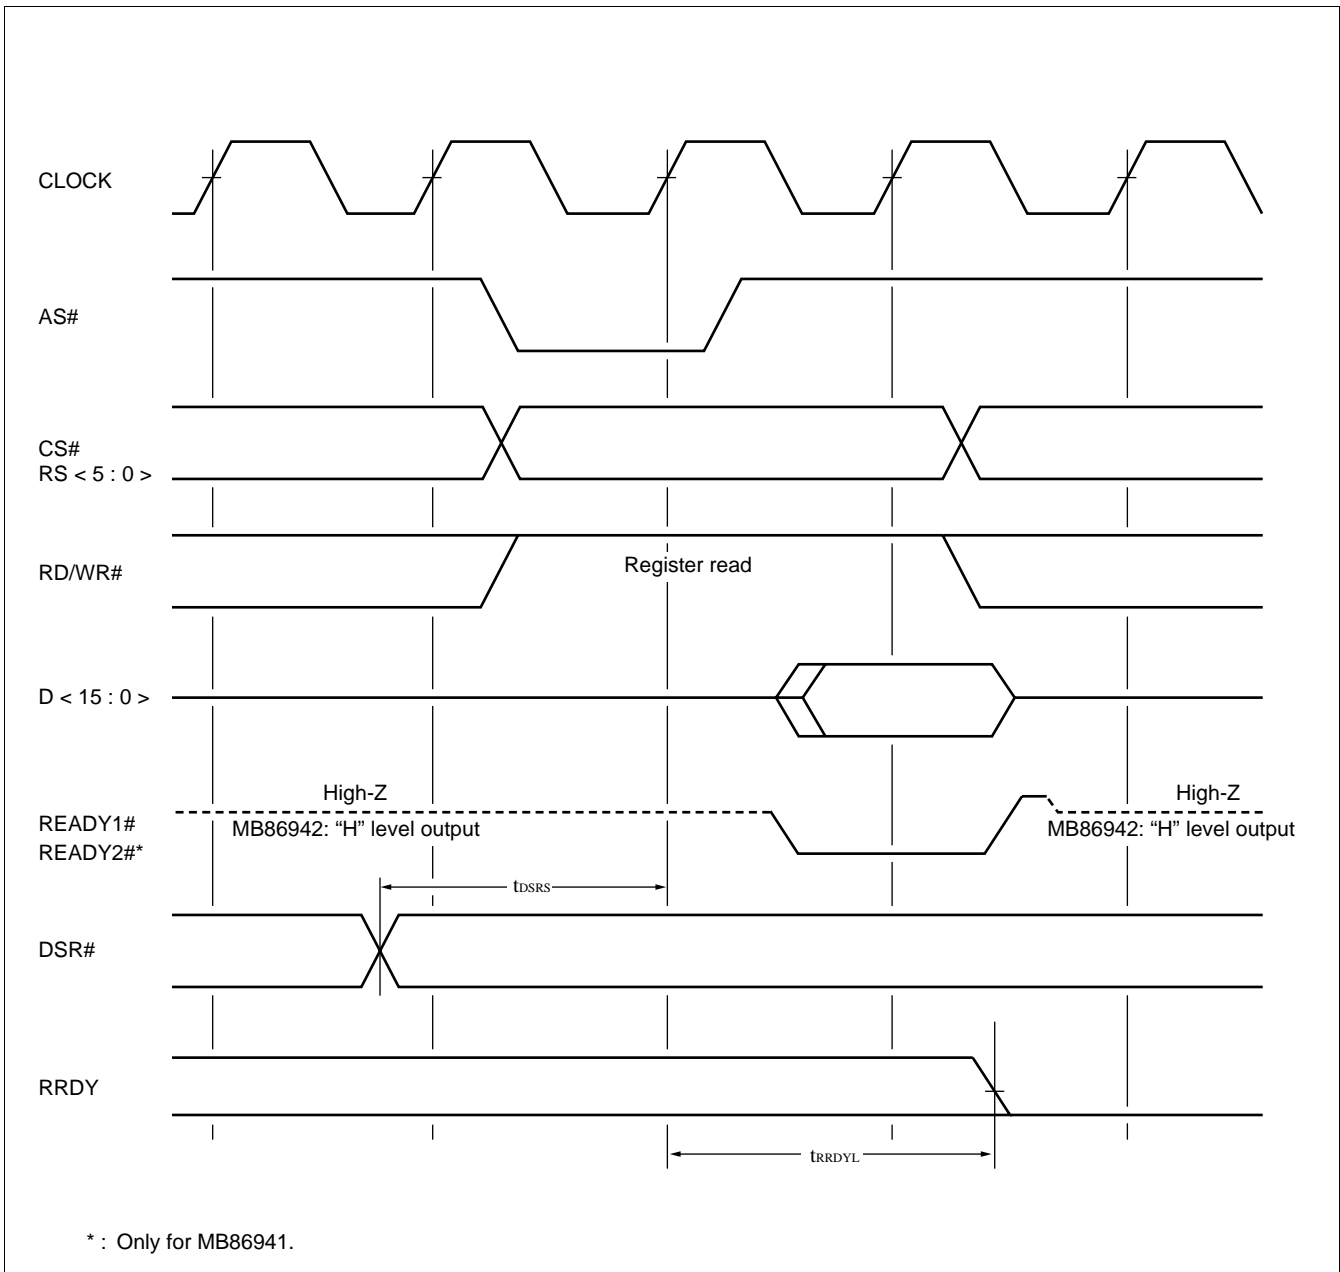 CLOCK
AS#
CS#
RS < 5 : 0 >
RD/WR#
Register read
D < 15 : 0 >
High-Z
High-Z
READY1#
MB86942: “H” level output
MB86942: “H” level output
READY2#*
tDSRS
DSR#
RRDY
tRRDYL
* : Only for MB86941.